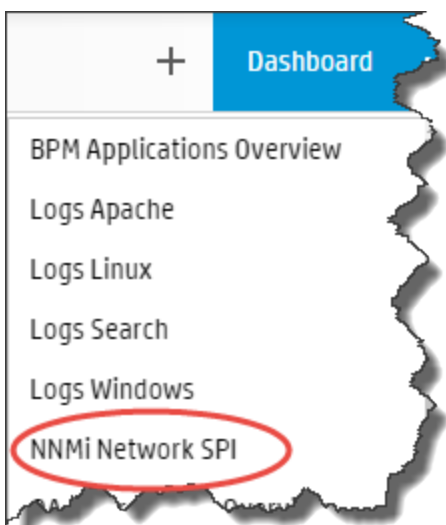 + Dashboard
BPM Applications Overview
Logs Apache
Logs Linux
Logs Search
Logs Windows
NNMi Network SPI